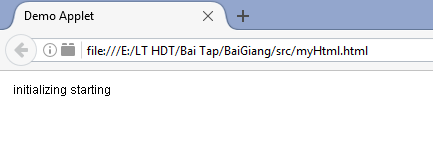 Demo Applet
file:///E:/LT HDT/Bai Tap/BaiGiang/src/myHtml.html
initializing starting